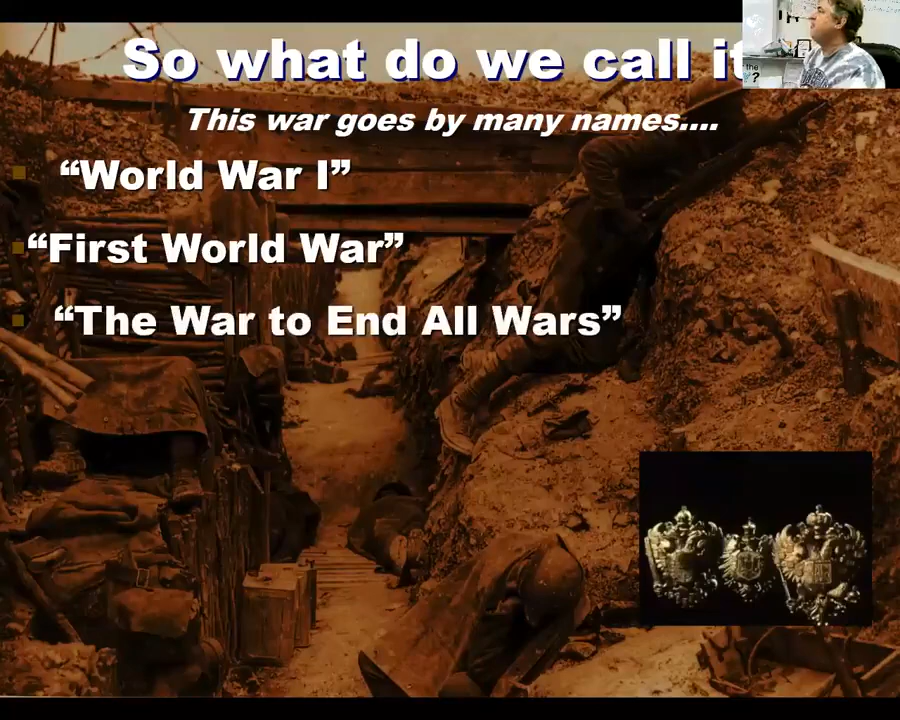 So what do we call it
This war goes by many names....
“World War I”
“First World War”
“The War to End All Wars”
the
?